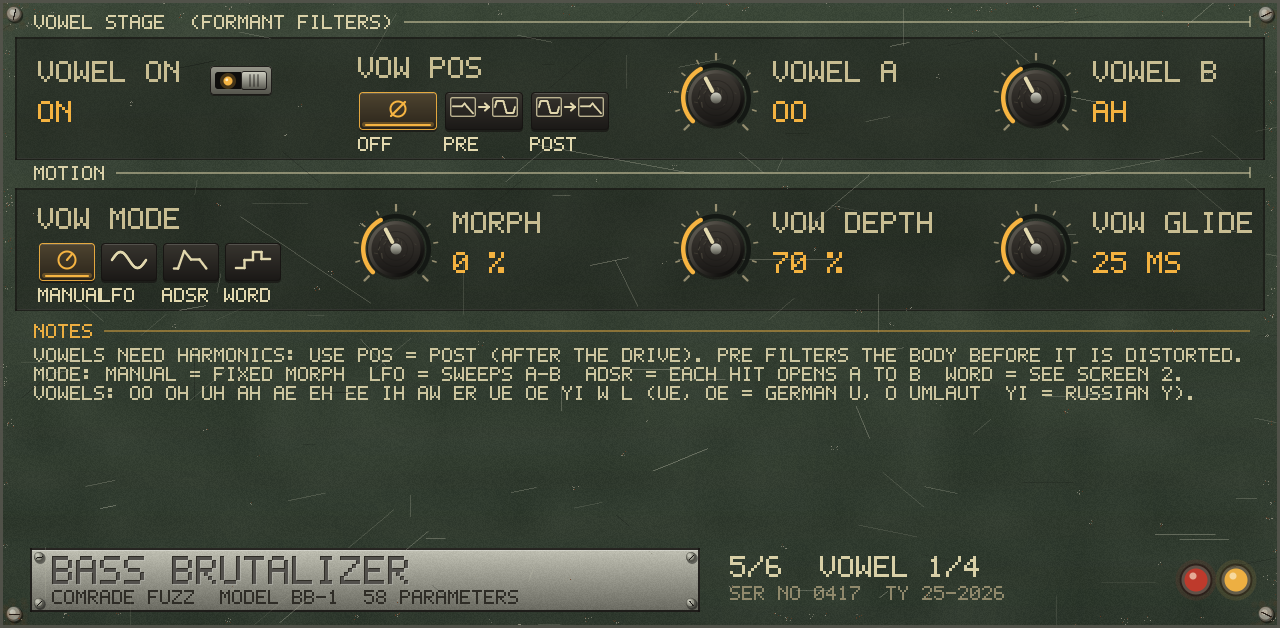 VOWEL STAGE (FORMANT FILTERS)
VOWEL ON
ON
VOW POS
OFF PRE POST
VOWEL A
OO
VOWEL B
AH
MOTION
VOW MODE
MANUAL LFO ADSR WORD
MORPH
0 %
VOW DEPTH
70 %
VOW GLIDE
25 MS
NOTES
VOWELS NEED HARMONICS: USE POS = POST (AFTER THE DRIVE). PRE FILTERS THE BODY BEFORE IT IS DISTORTED.
MODE: MANUAL = FIXED MORPH LFO = SWEEPS A-B ADSR = EACH HIT OPENS A TO B WORD = SEE SCREEN 2.
VOWELS: OO OH UH AH AE EH EE IH AW ER UE OE YI W L (UE, OE = GERMAN U, O UMLAUT YI = RUSSIAN Y).
BASS BRUTALIZER
COMRADE FUZZ MODEL BB-1 58 PARAMETERS
5/6 VOWEL 1/4
SER NO 0417 TY 25-2026